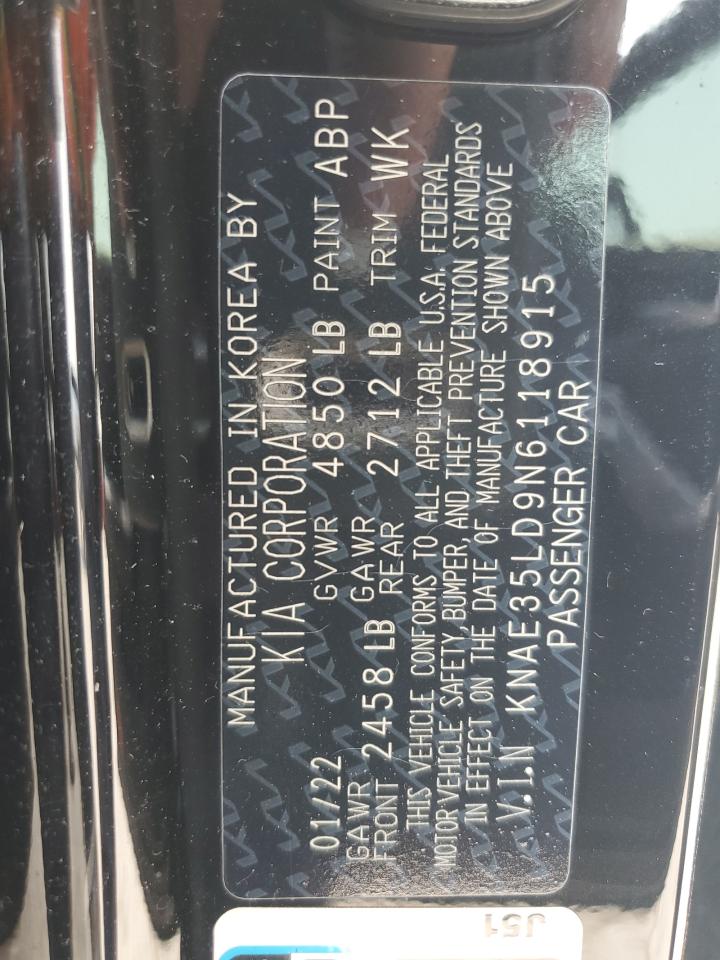 MANUFACTURED IN KOREA BY
KIA CORPORATION
01/22 GVWR 4850 LB PAINT ABP
GAWR FRONT 2458 LB GAWR REAR 2712 LB TRIM WK
THIS VEHICLE CONFORMS TO ALL APPLICABLE U.S.A. FEDERAL
MOTOR VEHICLE SAFETY, BUMPER, AND THEFT PREVENTION STANDARDS
IN EFFECT ON THE DATE OF MANUFACTURE SHOWN ABOVE
V.I.N KNAE35LD9N6118915
PASSENGER CAR
J51